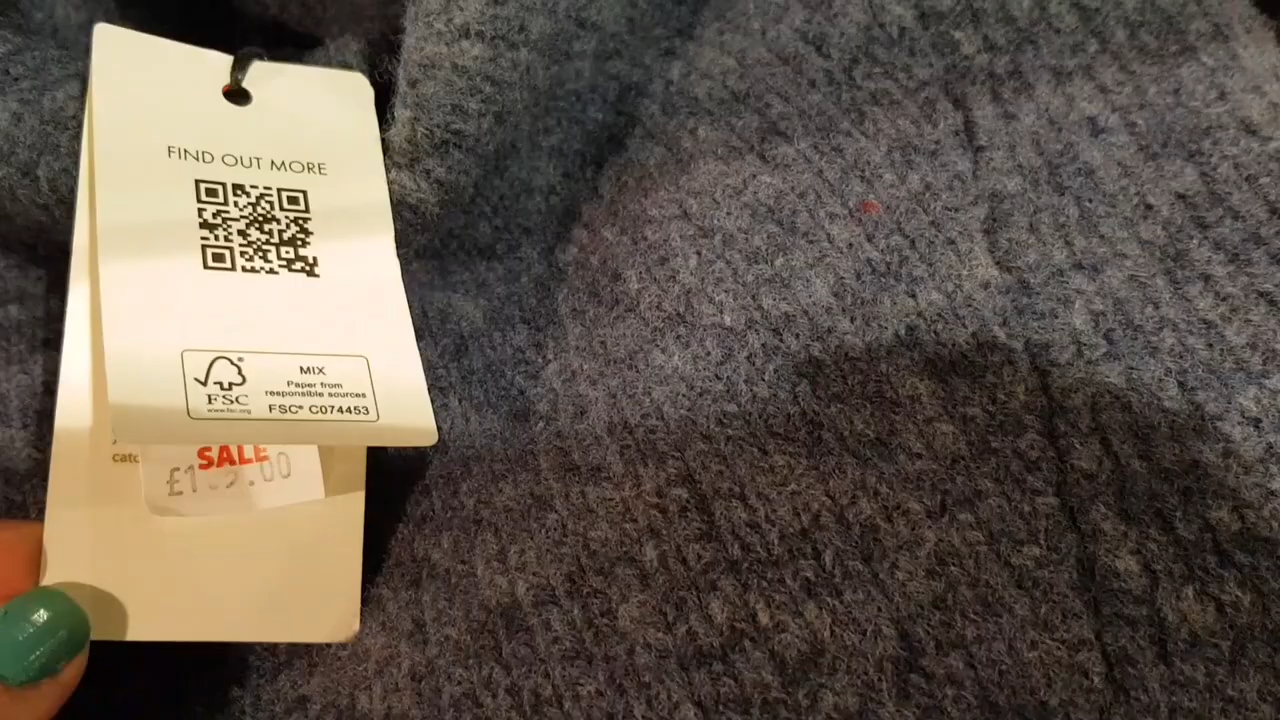 FIND OUT MORE
FSC®
www.fsc.org
MIX
Paper from
responsible sources
FSC® C074453
SALE